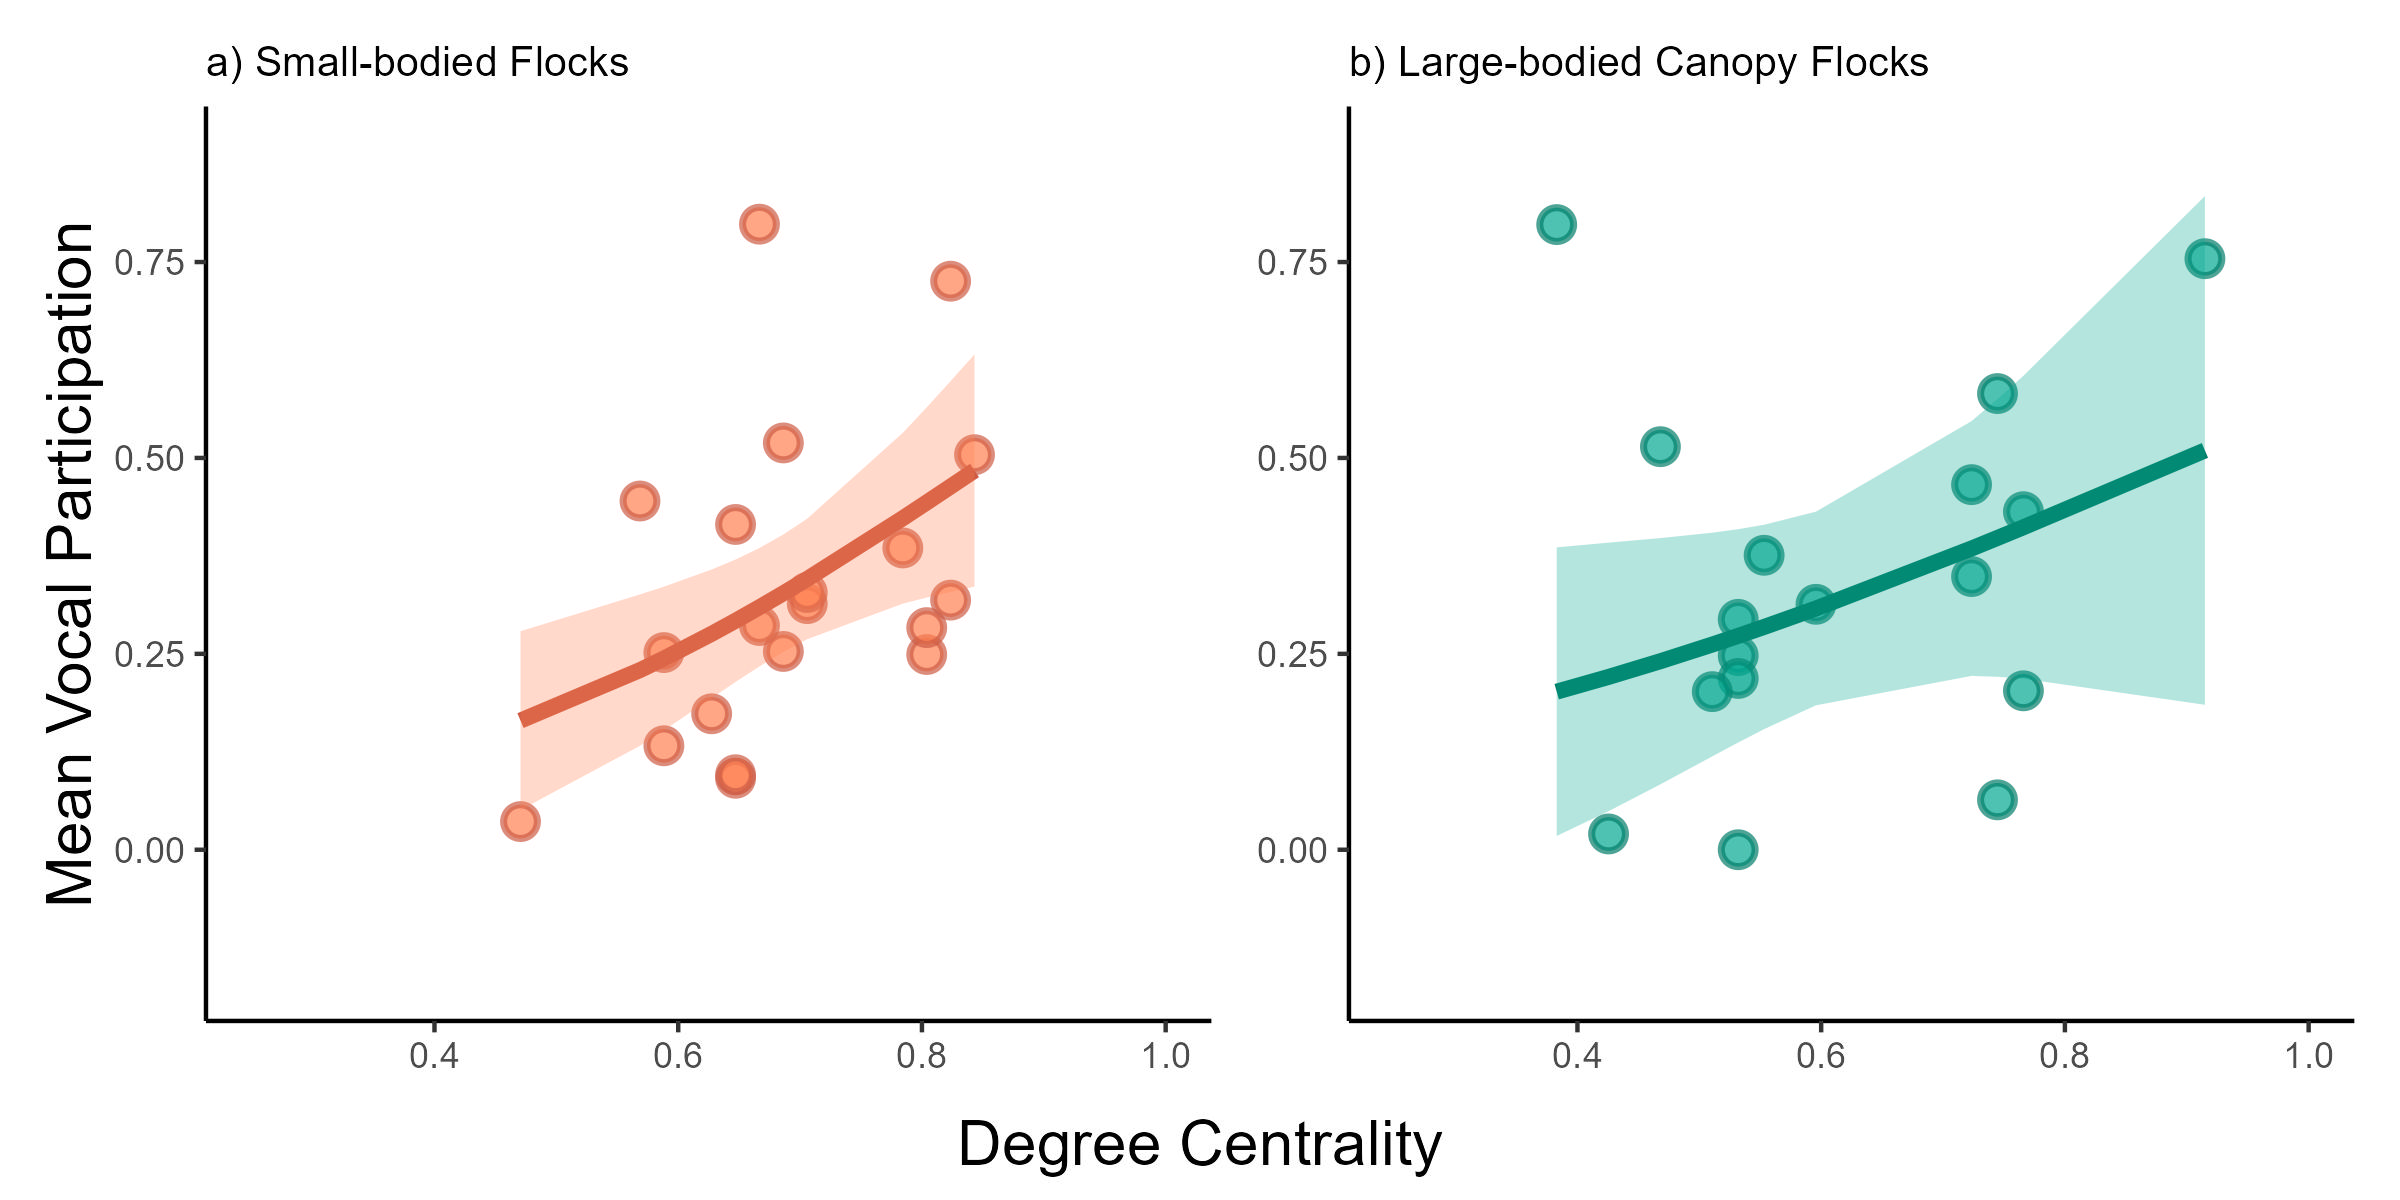 a) Small-bodied Flocks
b) Large-bodied Canopy Flocks
Mean Vocal Participation
0.75
0.50
0.25
0.00
0.4 0.6 0.8 1.0
0.75
0.50
0.25
0.00
0.4 0.6 0.8 1.0
Degree Centrality